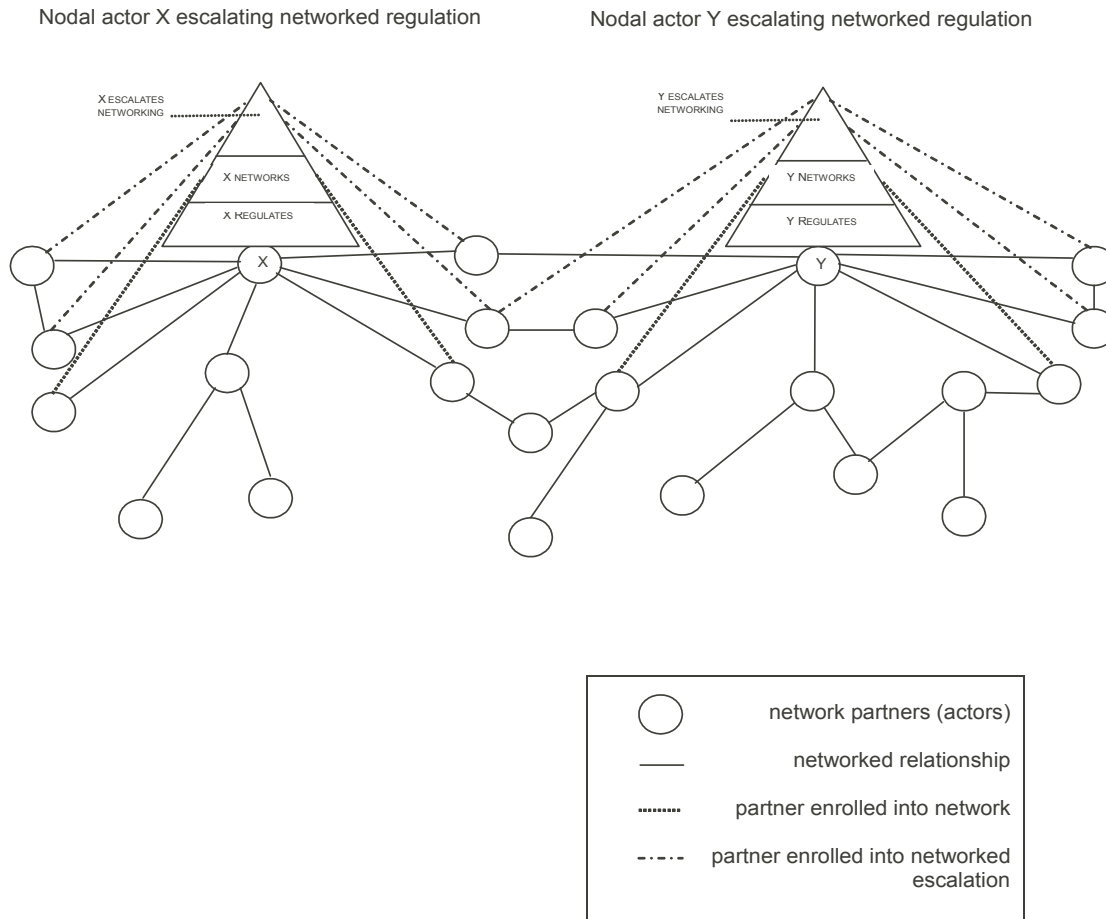 Nodal actor X escalating networked regulation
Nodal actor Y escalating networked regulation
X ESCALATES
NETWORKING
X NETWORKS
X REGULATES
X
Y ESCALATES
NETWORKING
Y NETWORKS
Y REGULATES
Y
network partners (actors)
networked relationship
partner enrolled into network
partner enrolled into networked
escalation